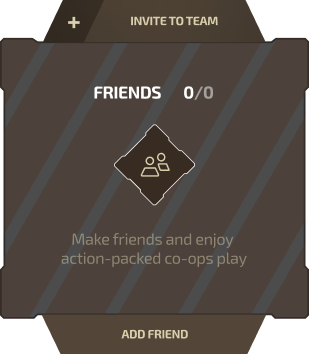 + INVITE TO TEAM
FRIENDS 0/0
Make friends and enjoy
action-packed co-ops play
ADD FRIEND